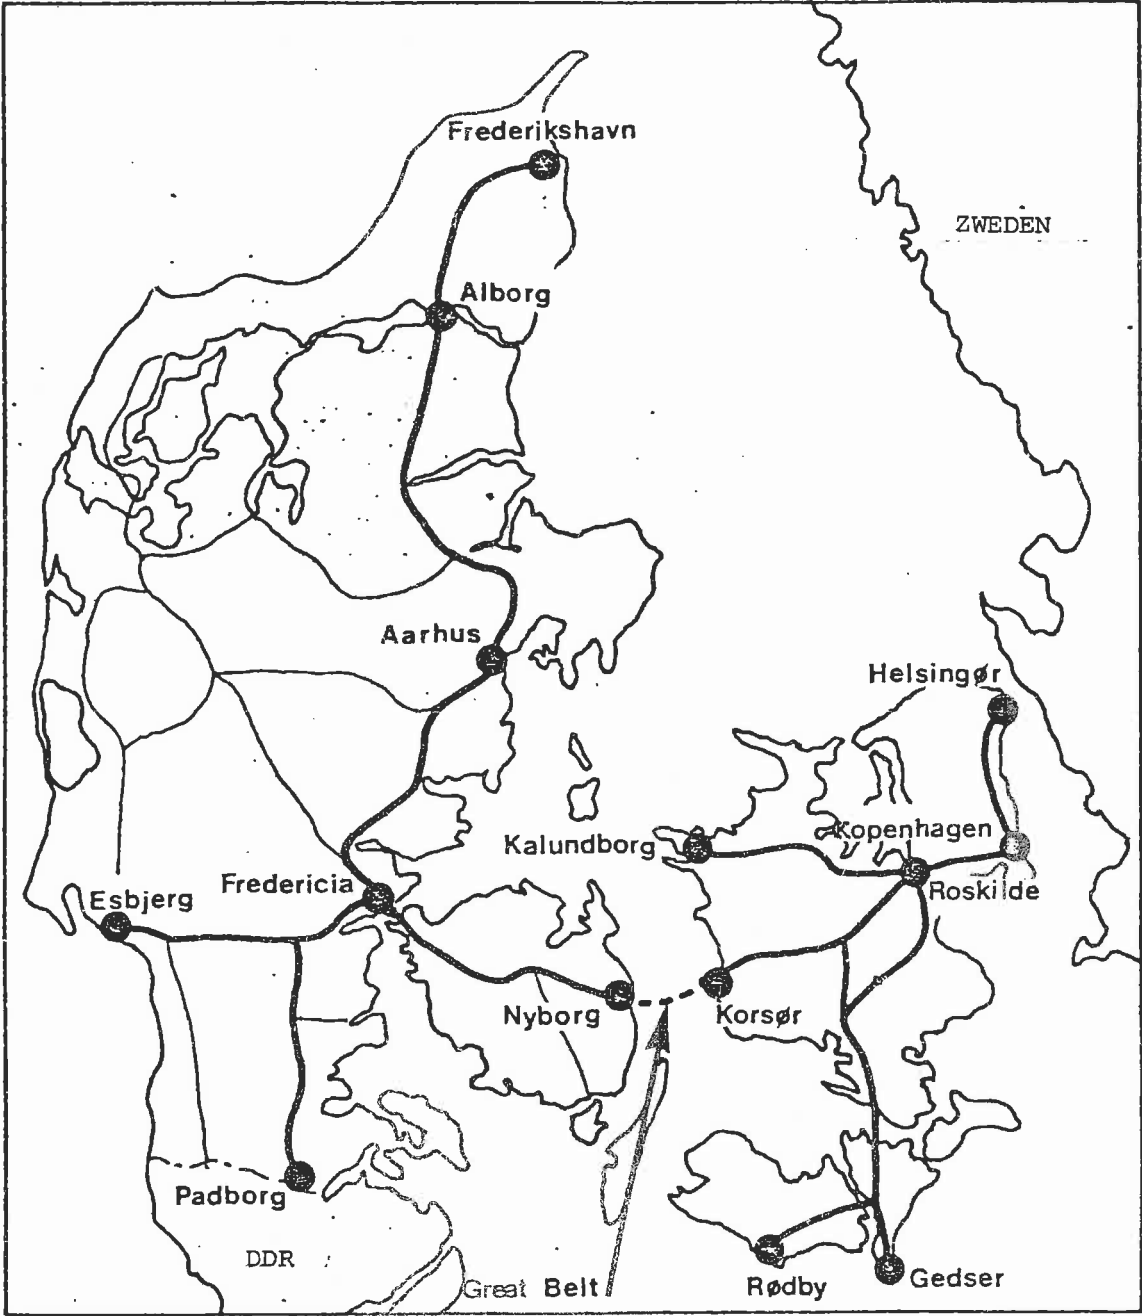 Frederikshavn
ZWEDEN
Alborg
Aarhus
Helsingør
Kopenhagen
Kalundborg
Fredericia
Roskilde
Esbjerg
Nyborg
Korsør
Padborg
DDR
Great Belt
Rødby
Gedser